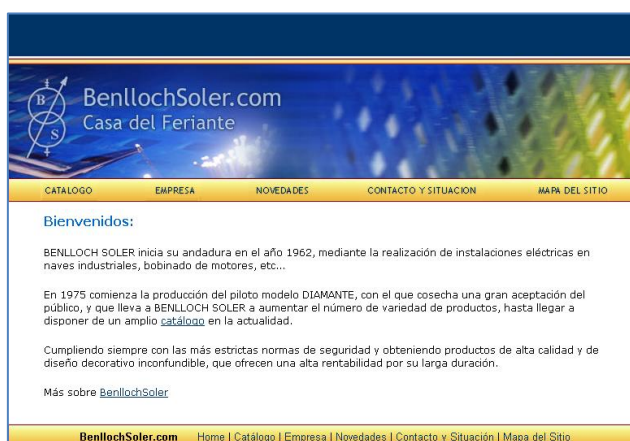 B
S
BenllochSoler.com
Casa del Feriante
CATALOGO EMPRESA NOVEDADES CONTACTO Y SITUACION MAPA DEL SITIO
Bienvenidos:
BENLLOCH SOLER inicia su andadura en el año 1962, mediante la realización de instalaciones eléctricas en
naves industriales, bobinado de motores, etc...
En 1975 comienza la producción del piloto modelo DIAMANTE, con el que cosecha una gran aceptación del
público, y que lleva a BENLLOCH SOLER a aumentar el número de variedad de productos, hasta llegar a
disponer de un amplio catálogo en la actualidad.
Cumpliendo siempre con las más estrictas normas de seguridad y obteniendo productos de alta calidad y de
diseño decorativo inconfundible, que ofrecen una alta rentabilidad por su larga duración.
Más sobre BenllochSoler
BenllochSoler.com Home | Catálogo | Empresa | Novedades | Contacto y Situación | Mapa del Sitio